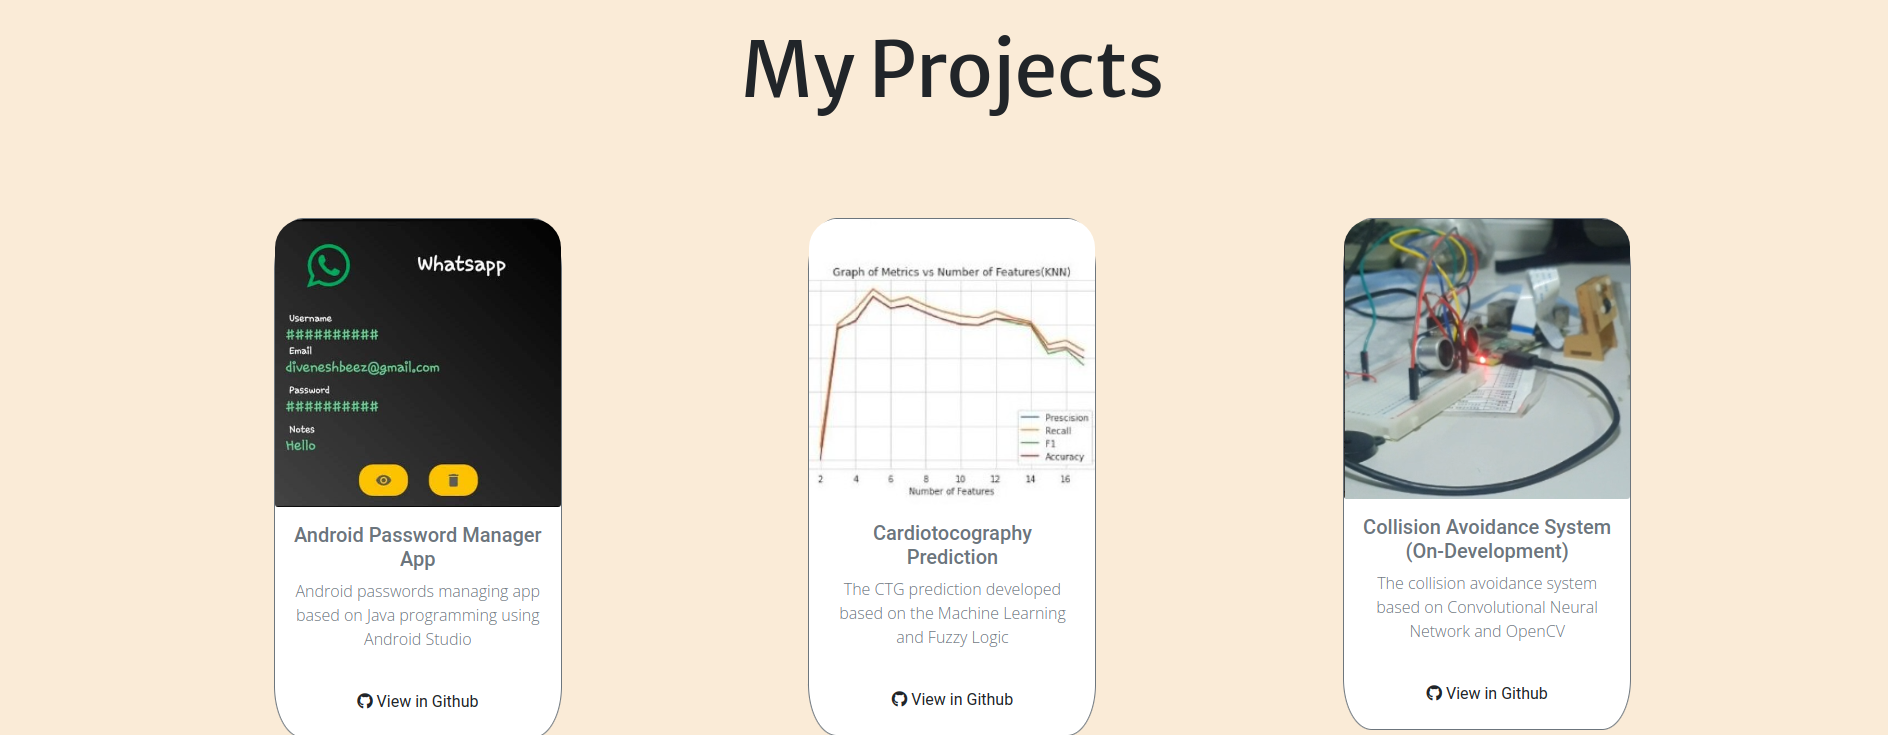 My Projects
Whatsapp
Username
##########
Email
diveneshbeez@gmail.com
Password
##########
Notes
Hello
Android Password Manager
App
Android passwords managing app
based on Java programming using
Android Studio
View in Github
Graph of Metrics vs Number of Features(KNN)
Prescision
Recall
F1
Accuracy
2 4 6 8 10 12 14 16
Number of Features
Cardiotocography
Prediction
The CTG prediction developed
based on the Machine Learning
and Fuzzy Logic
View in Github
Collision Avoidance System
(On-Development)
The collision avoidance system
based on Convolutional Neural
Network and OpenCV
View in Github